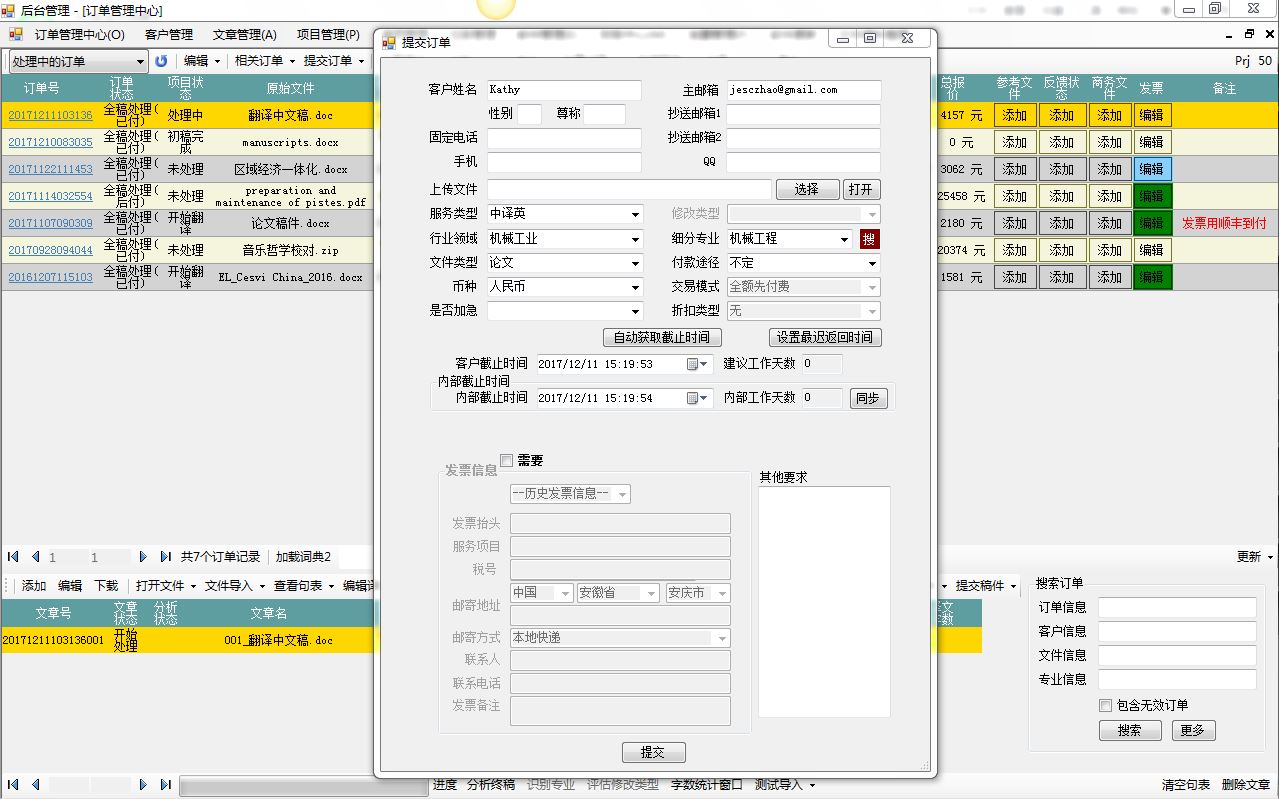 后台管理 - [订单管理中心]
订单管理中心(O) 客户管理 文章管理(A) 项目管理(P)
处理中的订单 编辑 相关订单 提交订单 Prj 50
订单号 订单状态 项目状态 原始文件 总报价 参考文件 反馈状态 商务文件 发票 备注
20171211103136 全稿处理(已付) 处理中 翻译中文稿.doc 4157 元 添加 添加 添加 编辑
20171210083035 初稿完成 manuscripts.docx 0 元 添加 添加 添加 编辑
20171122111453 全稿处理(已付) 未处理 区域经济一体化.docx 3062 元 添加 添加 添加 编辑
20171114032554 全稿处理(后付) 未处理 preparation and maintenance of pistes.pdf 25458 元 添加 添加 添加 编辑
20171107090309 全稿处理(已付) 开始翻译 论文稿件.docx 2180 元 添加 添加 添加 编辑 发票用顺丰到付
20170928094044 全稿处理(已付) 未处理 音乐哲学校对.zip 20374 元 添加 添加 添加 编辑
20161207115103 全稿处理(已付) 开始翻译 EL_Cesvi China_2016.docx 1581 元 添加 添加 添加 编辑
1 1 共7个订单记录 加载词典2 更新
添加 编辑 下载 打开文件 文件导入 查看句表 提交稿件
文章号 文章状态 分析状态 文章名
20171211103136001 开始处理 001_翻译中文稿.doc
进度 分析终稿 识别专业 评估修改类型 字数统计窗口 测试导入 清空句表 删除文章
提交订单
客户姓名 Kathy 主邮箱 jesczhao@gmail.com
性别 尊称 抄送邮箱1
固定电话 抄送邮箱2
手机 QQ
上传文件 选择 打开
服务类型 中译英 修改类型
行业领域 机械工业 细分专业 机械工程 搜
文件类型 论文 付款途径 不定
币种 人民币 交易模式 全额先付费
是否加急 折扣类型 无
自动获取截止时间 设置最迟返回时间
客户截止时间 2017/12/11 15:19:53 建议工作天数 0
内部截止时间
内部截止时间 2017/12/11 15:19:54 内部工作天数 0 同步
发票信息 需要
--历史发票信息--
发票抬头
服务项目
税号
邮寄地址 中国 安徽省 安庆市
邮寄方式 本地快递
联系人
联系电话
发票备注
其他要求
提交
搜索订单
订单信息
客户信息
文件信息
专业信息
包含无效订单
搜索 更多